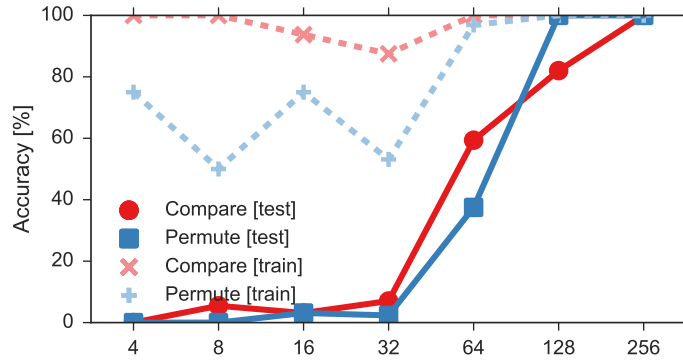 100
80
60
40
20
0
Accuracy [%]
Compare [test]
Permute [test]
Compare [train]
Permute [train]
4 8 16 32 64 128 256